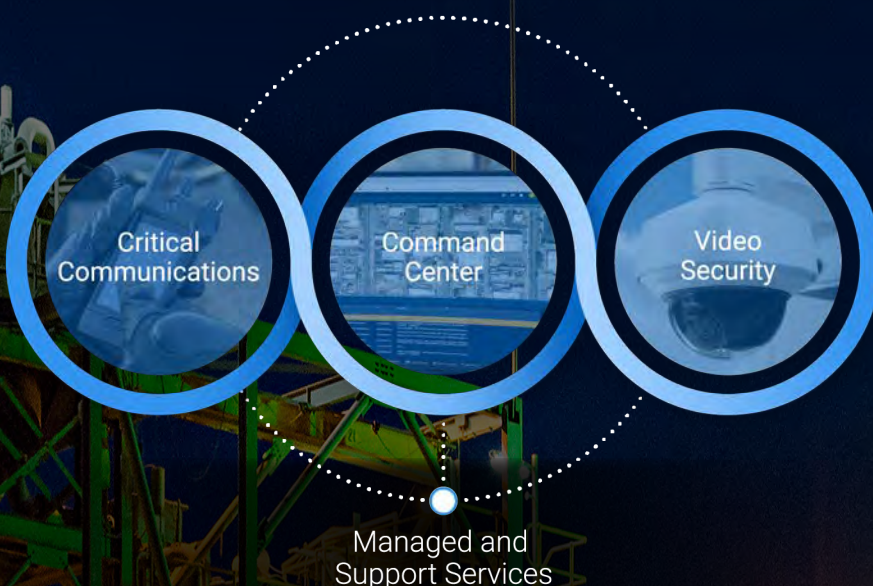 Critical
Communications
Command
Center
Video
Security
Managed and
Support Services